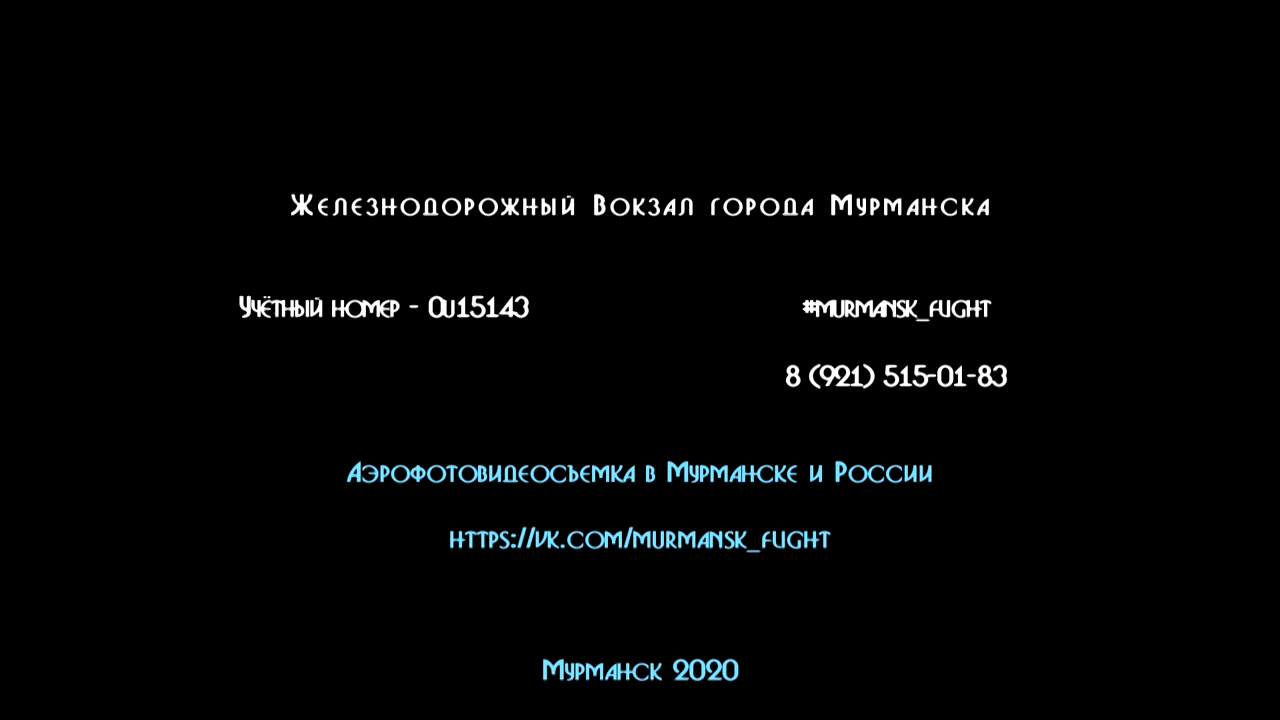 Железнодорожный Вокзал города Мурманска
Учётный номер - 0u15143
#murmansk_flight
8 (921) 515-01-83
Аэрофотовидеосъемка в Мурманске и России
https://vk.com/murmansk_flight
Мурманск 2020